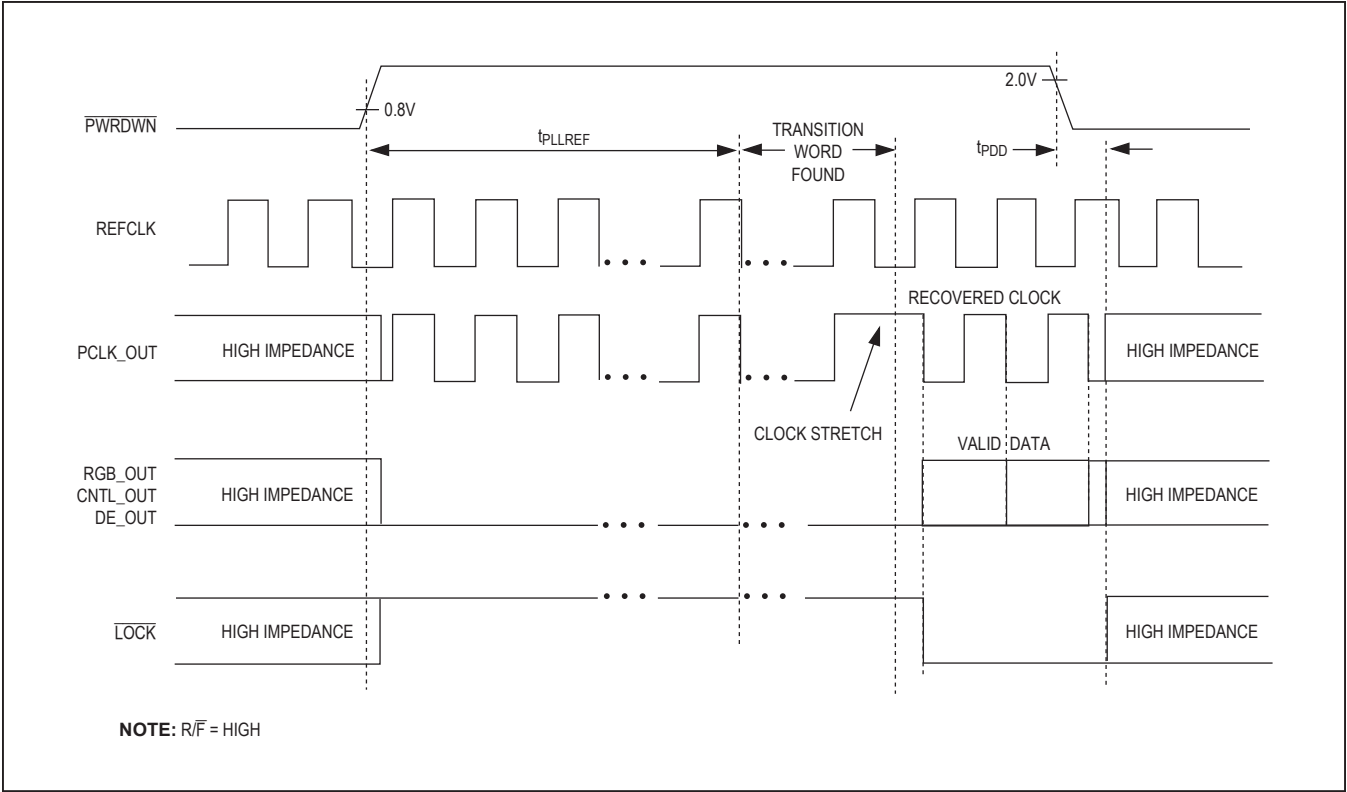 2.0V
0.8V
PWRDWN
tPLLREF
TRANSITION
WORD
FOUND
tPDD
REFCLK
RECOVERED CLOCK
PCLK_OUT
HIGH IMPEDANCE
HIGH IMPEDANCE
CLOCK STRETCH
VALID DATA
RGB_OUT
CNTL_OUT
DE_OUT
HIGH IMPEDANCE
HIGH IMPEDANCE
LOCK
HIGH IMPEDANCE
HIGH IMPEDANCE
NOTE: R/F̅ = HIGH